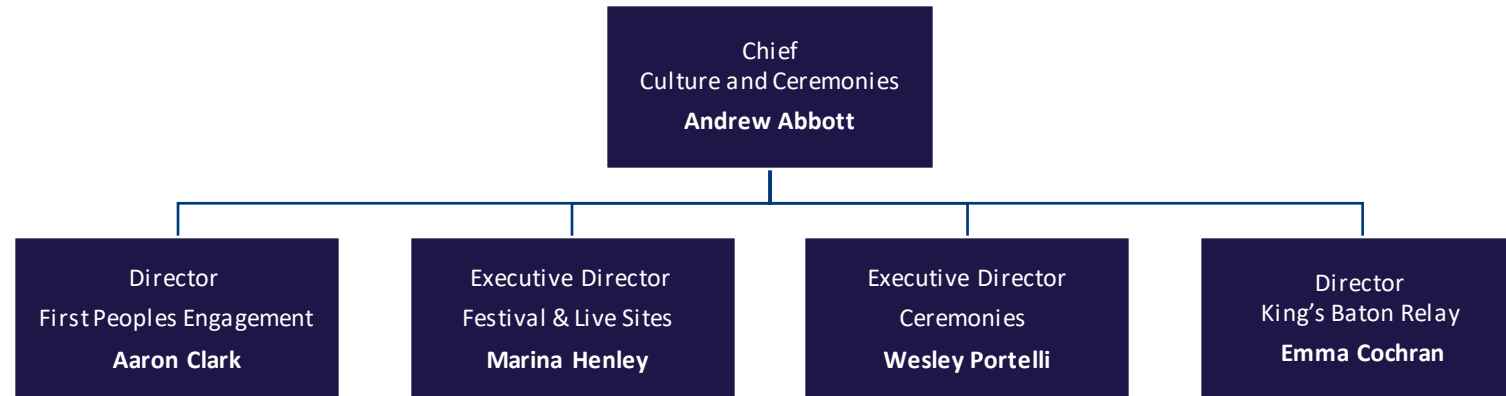 Chief
Culture and Ceremonies
Andrew Abbott
Director
First Peoples Engagement
Aaron Clark
Executive Director
Festival & Live Sites
Marina Henley
Executive Director
Ceremonies
Wesley Portelli
Director
King’s Baton Relay
Emma Cochran